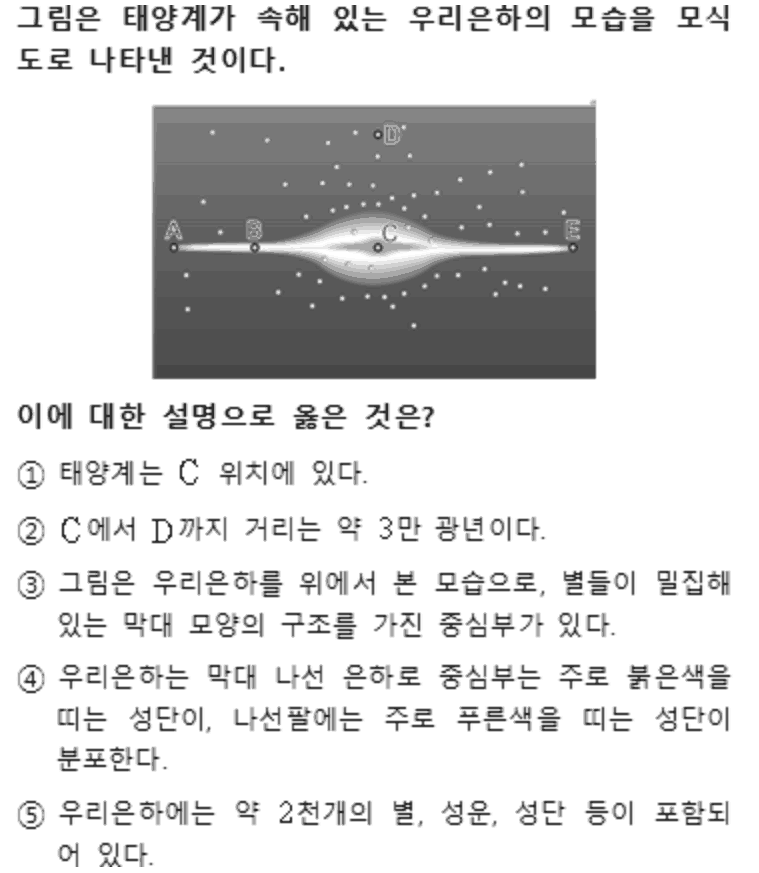 그림은 태양계가 속해 있는 우리은하의 모습을 모식
도로 나타낸 것이다.
D
A B C E
이에 대한 설명으로 옳은 것은?
① 태양계는 C 위치에 있다.
② C에서 D까지 거리는 약 3만 광년이다.
③ 그림은 우리은하를 위에서 본 모습으로, 별들이 밀집해
있는 막대 모양의 구조를 가진 중심부가 있다.
④ 우리은하는 막대 나선 은하로 중심부는 주로 붉은색을
띠는 성단이, 나선팔에는 주로 푸른색을 띠는 성단이
분포한다.
⑤ 우리은하에는 약 2천개의 별, 성운, 성단 등이 포함되
어 있다.